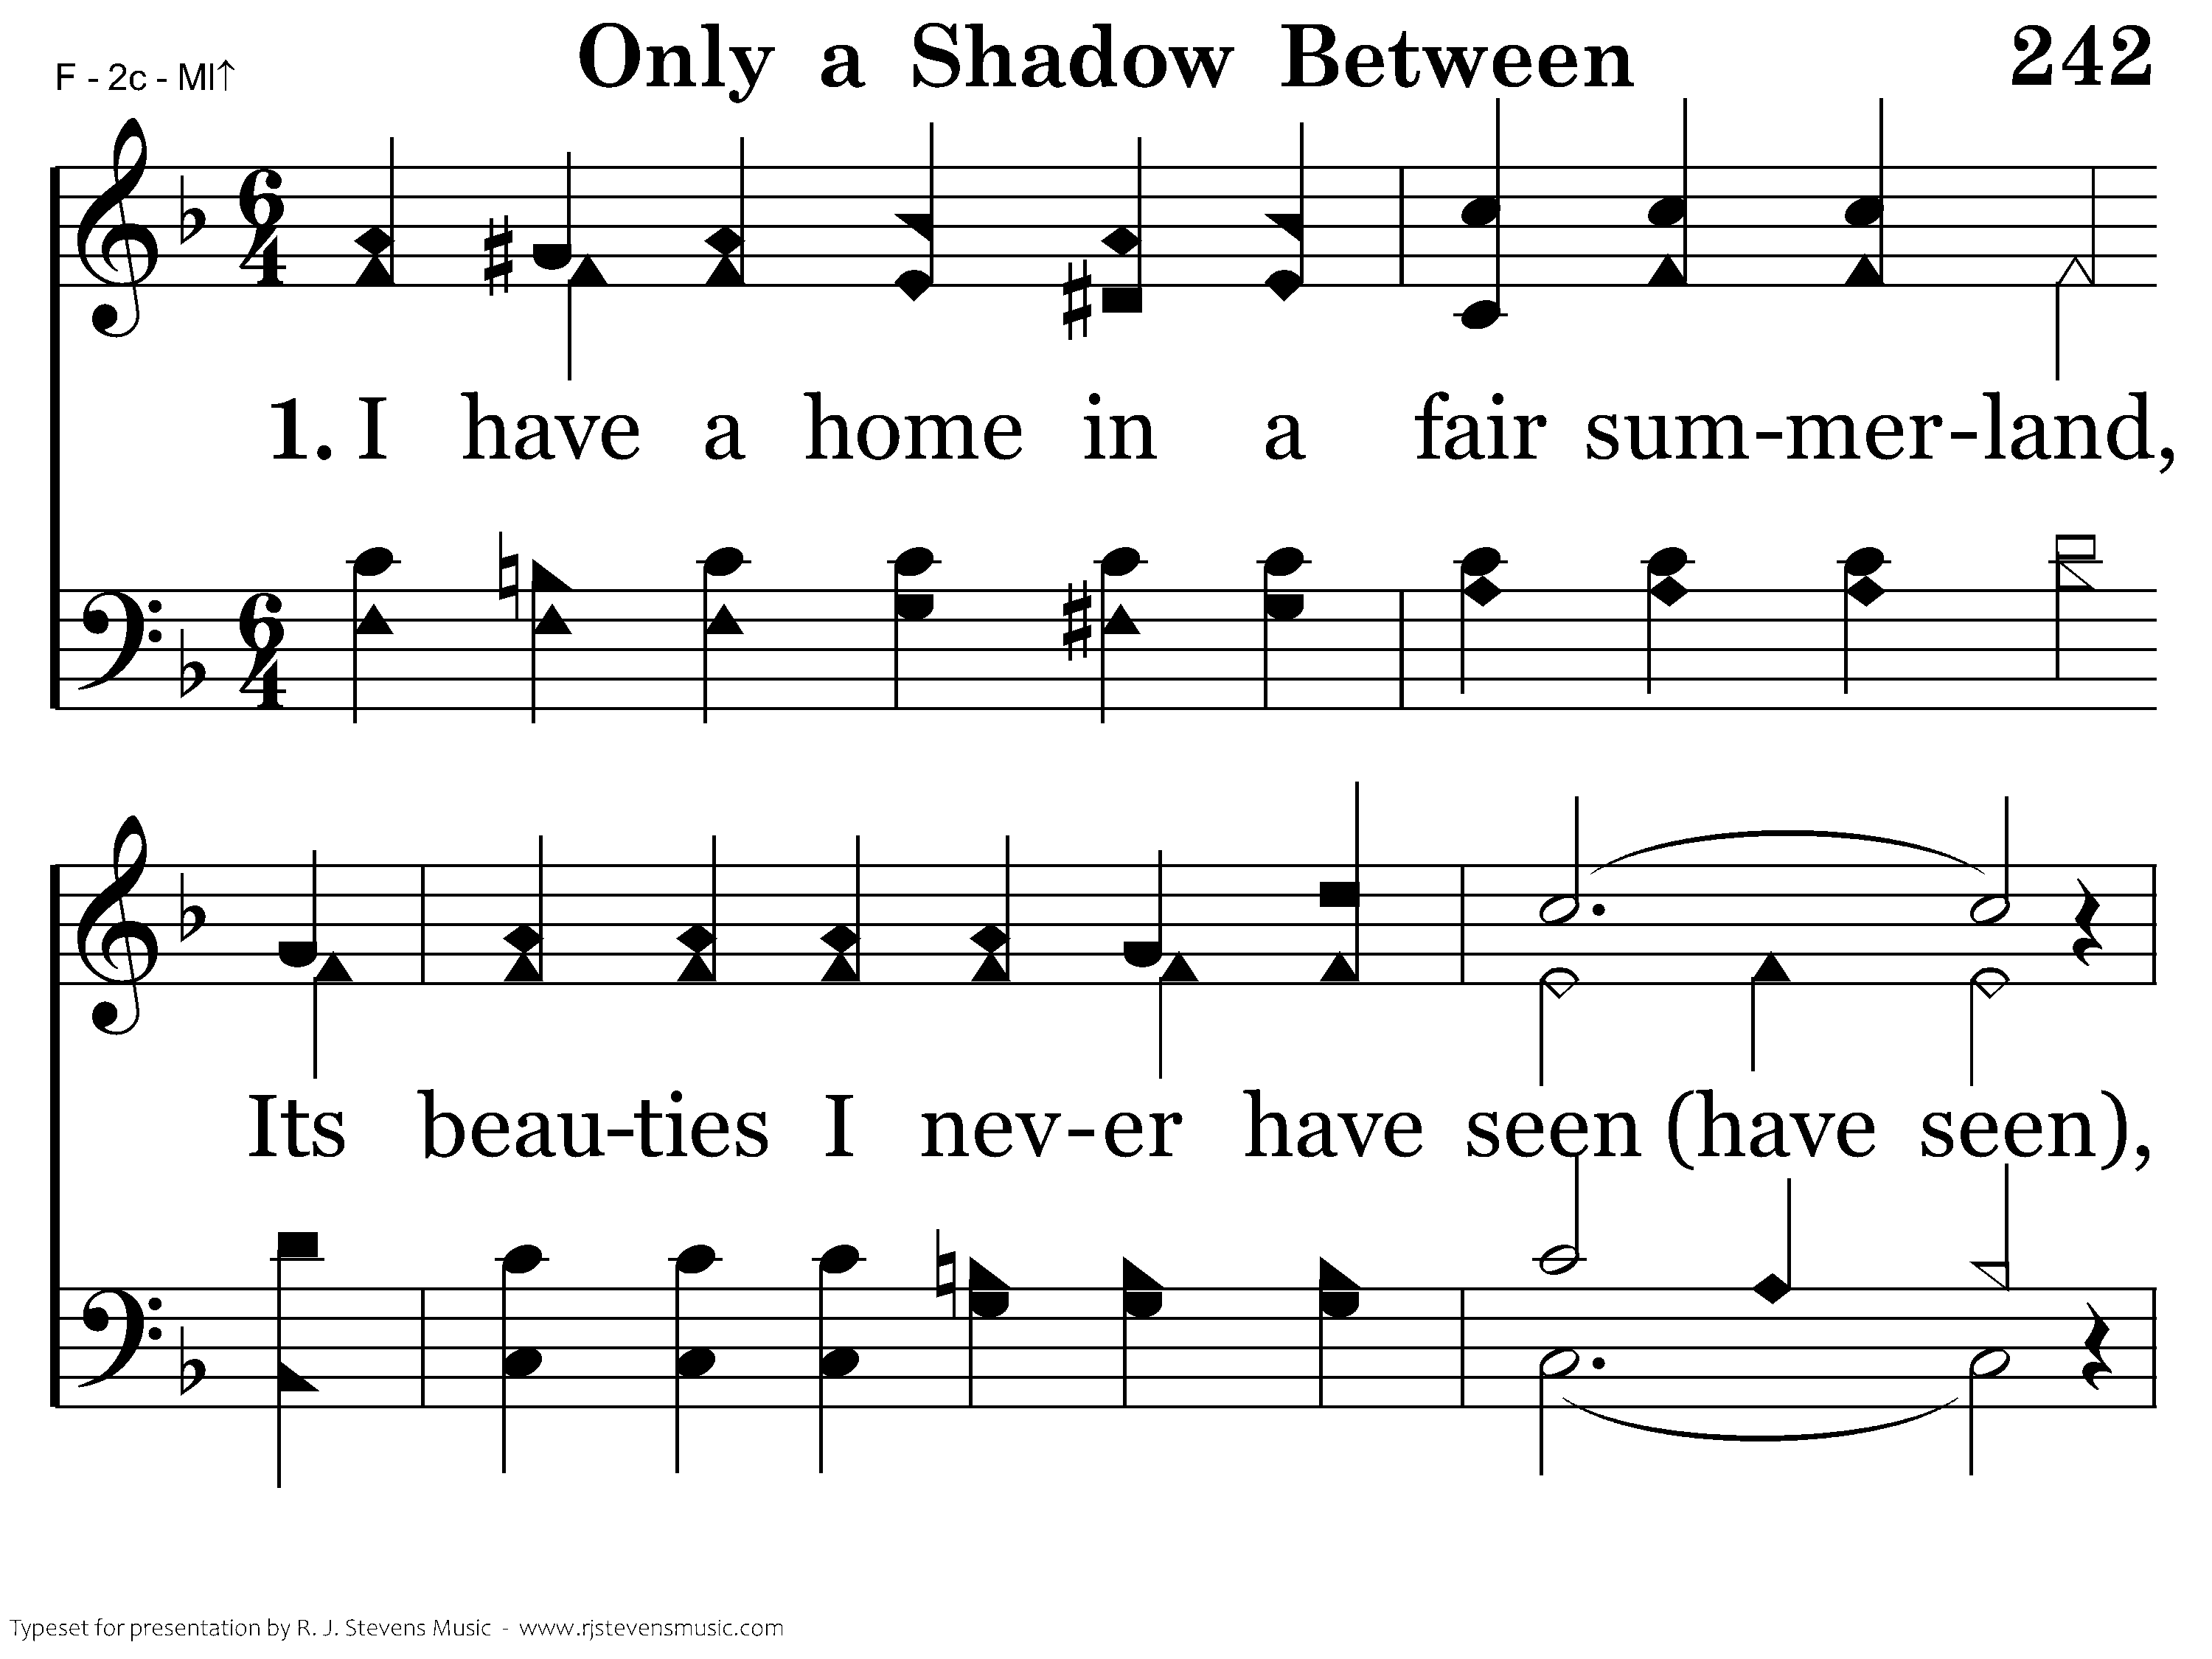 Only a Shadow Between 242
F - 2c - MI↑
1. I have a home in a fair sum-mer-land,
Its beau-ties I nev-er have seen (have seen),
Typeset for presentation by R. J. Stevens Music - www.rjstevensmusic.com